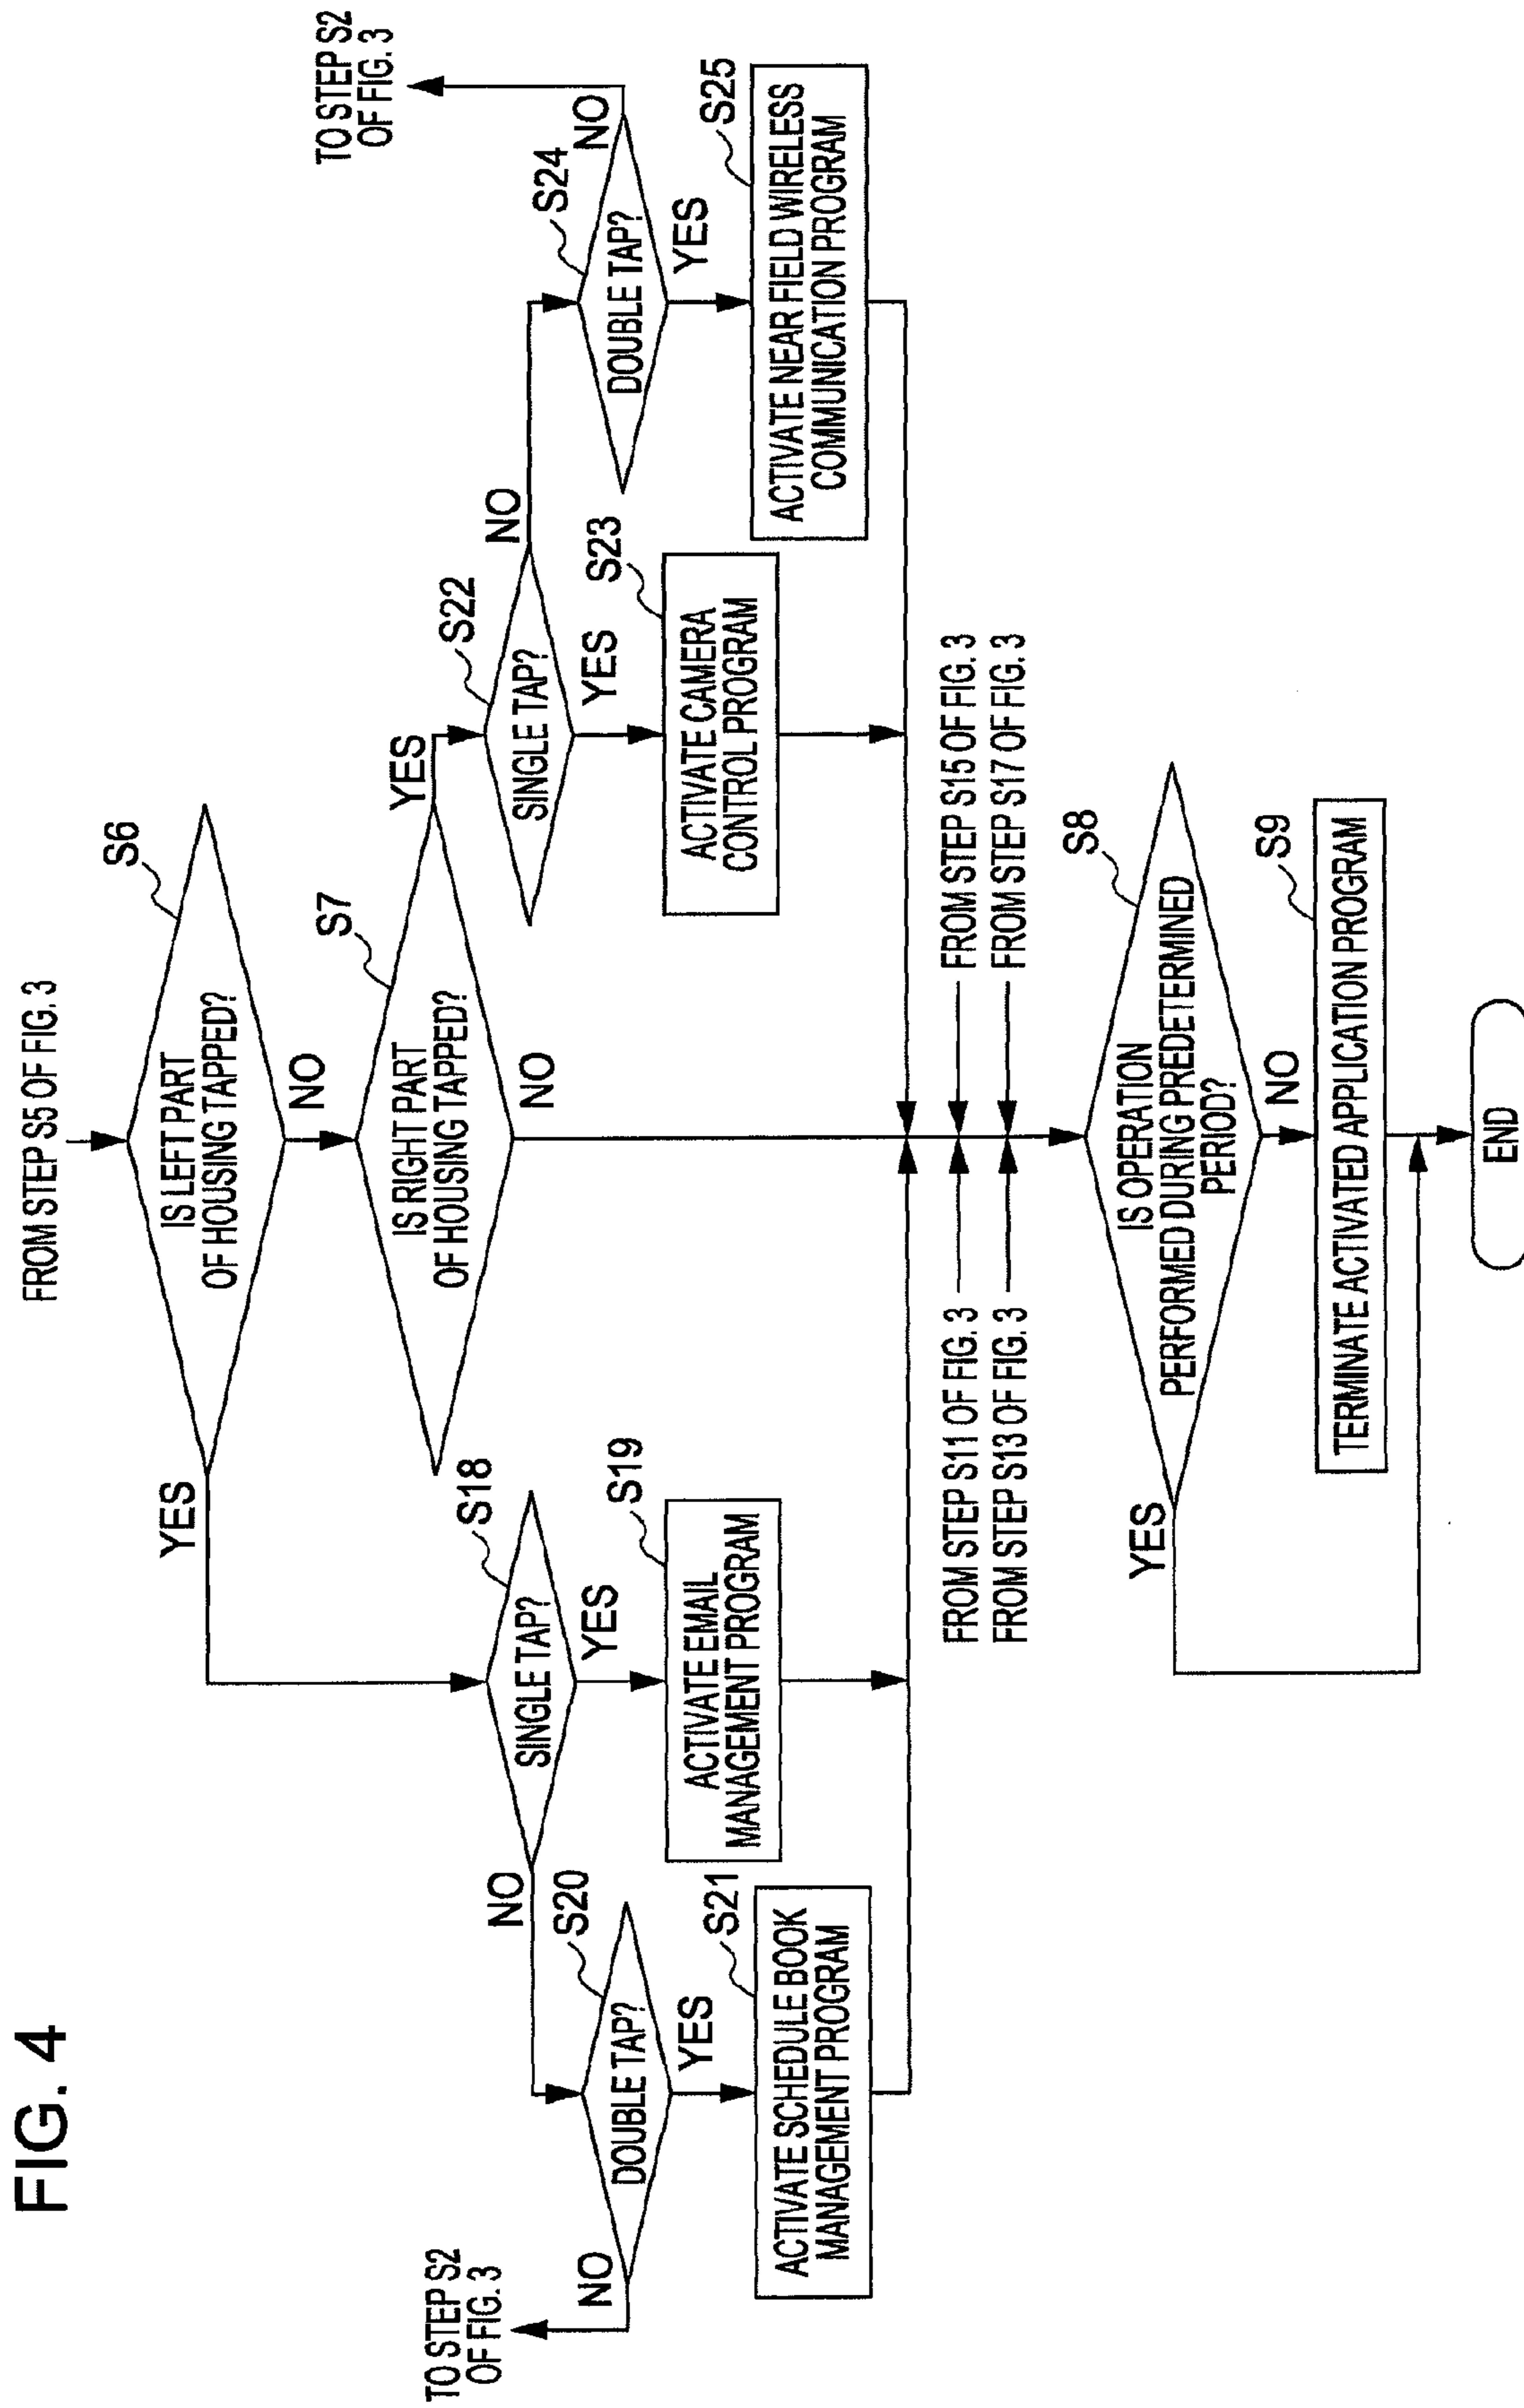 FIG. 4
FROM STEP S5 OF FIG. 3
S6
IS LEFT PART
OF HOUSING TAPPED?
YES
NO
S7
IS RIGHT PART
OF HOUSING TAPPED?
YES
NO
S18
SINGLE TAP?
NO
YES
S19
ACTIVATE EMAIL
MANAGEMENT PROGRAM
S20
DOUBLE TAP?
NO
TO STEP S2
OF FIG. 3
YES
S21
ACTIVATE SCHEDULE BOOK
MANAGEMENT PROGRAM
S22
SINGLE TAP?
NO
YES
S23
ACTIVATE CAMERA
CONTROL PROGRAM
S24
DOUBLE TAP?
NO
TO STEP S2
OF FIG. 3
YES
S25
ACTIVATE NEAR FIELD WIRELESS
COMMUNICATION PROGRAM
FROM STEP S11 OF FIG. 3
FROM STEP S13 OF FIG. 3
FROM STEP S15 OF FIG. 3
FROM STEP S17 OF FIG. 3
S8
IS OPERATION
PERFORMED DURING PREDETERMINED
PERIOD?
YES
NO
S9
TERMINATE ACTIVATED APPLICATION PROGRAM
END